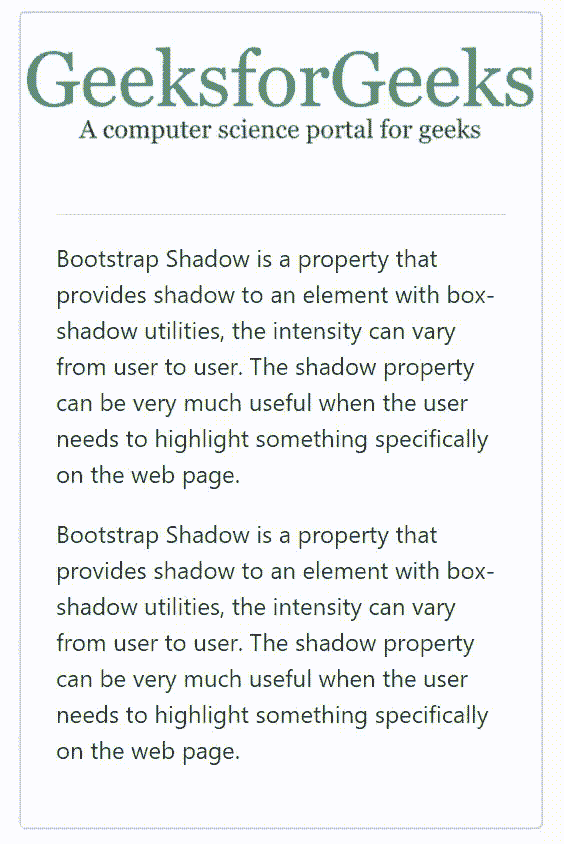 GeeksforGeeks
A computer science portal for geeks
Bootstrap Shadow is a property that
provides shadow to an element with box-
shadow utilities, the intensity can vary
from user to user. The shadow property
can be very much useful when the user
needs to highlight something specifically
on the web page.
Bootstrap Shadow is a property that
provides shadow to an element with box-
shadow utilities, the intensity can vary
from user to user. The shadow property
can be very much useful when the user
needs to highlight something specifically
on the web page.